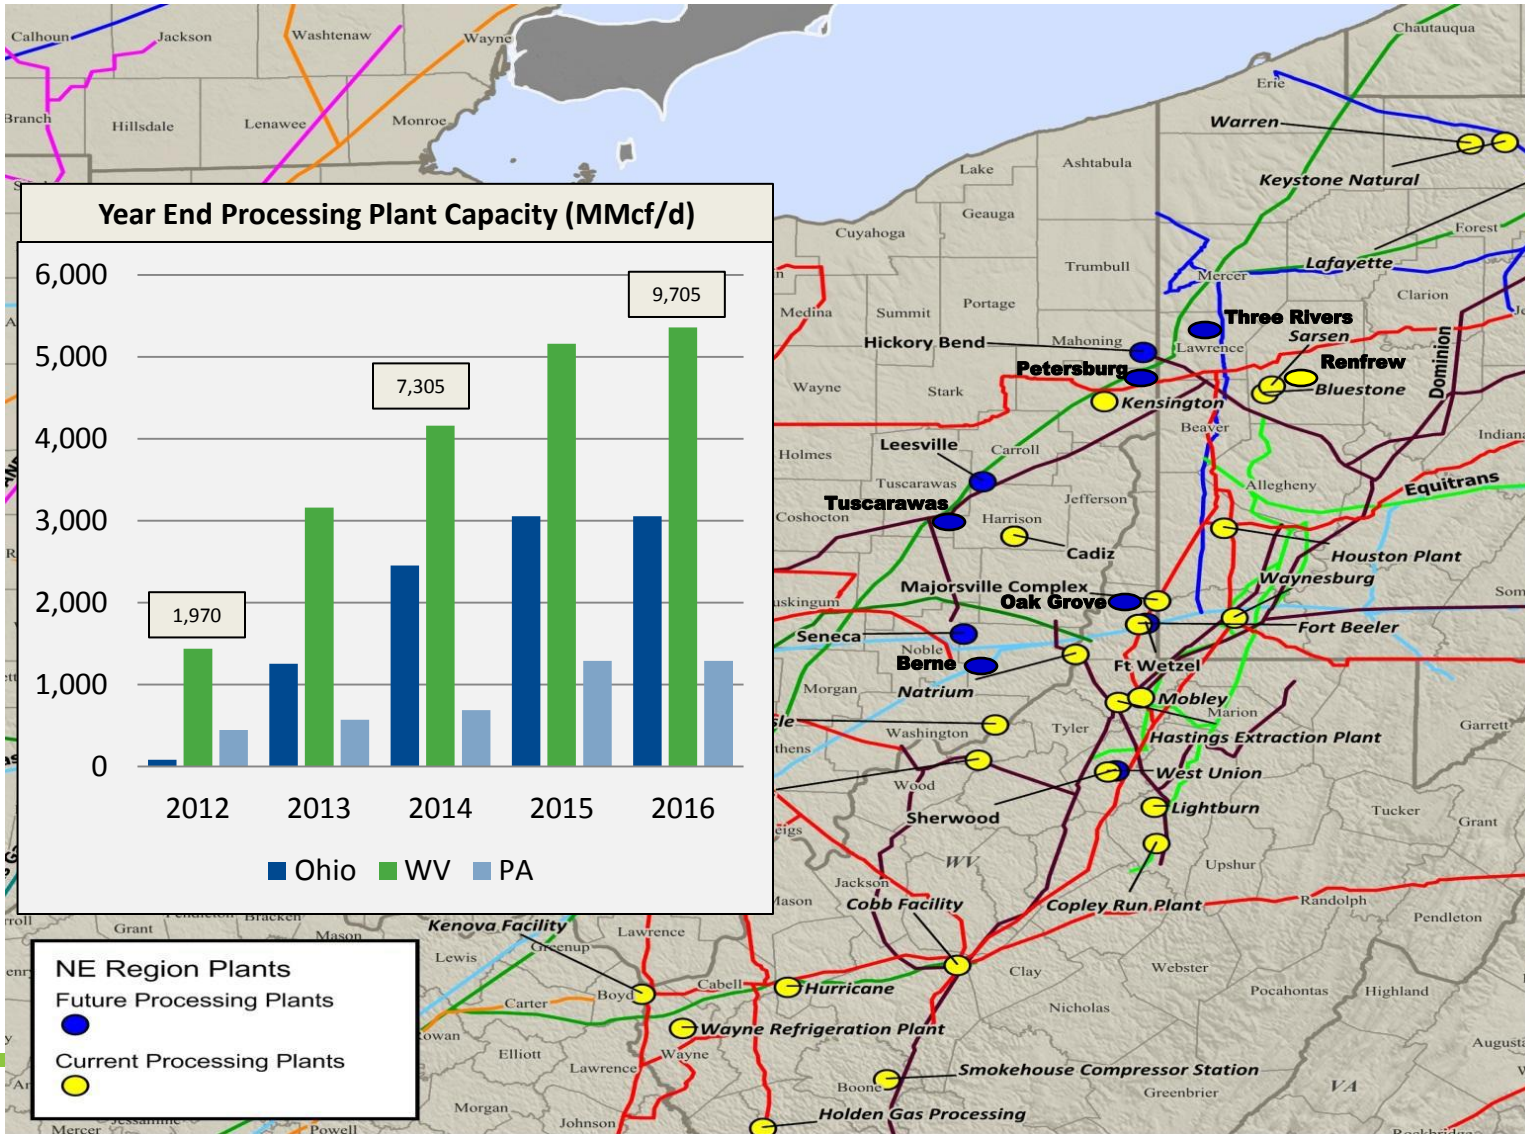 Calhoun
Jackson
Washtenaw
Wayne
Chautauqua
Branch
Hillsdale
Lenawee
Monroe
Erie
Warren
Lake
Ashtabula
Keystone Natural
Geauga
Cuyahoga
Forest
Lafayette
Trumbull
Mercer
Clarion
Portage
Medina
Summit
Three Rivers
Sarsen
Hickory Bend
Mahoning
Lawrence
Dominion
Petersburg
Renfrew
Bluestone
Wayne
Stark
Kensington
Beaver
Indiana
Leesville
Carroll
Holmes
Tuscarawas
Allegheny
Equitrans
Jefferson
Tuscarawas
Coshocton
Harrison
Cadiz
Houston Plant
Waynesburg
Majorsville Complex
Oak Grove
Fort Beeler
Seneca
Noble
Berne
Ft Wetzel
Natrium
Morgan
Mobley
Marion
Tyler
Garrett
Washington
Hastings Extraction Plant
West Union
Wood
Sherwood
Lightburn
Tucker
Grant
Upshur
WV
Jackson
Cobb Facility
Copley Run Plant
Randolph
Pendleton
Mason
Year End Processing Plant Capacity (MMcf/d)
6,000
5,000
4,000
3,000
2,000
1,000
0
1,970
7,305
9,705
2012 2013 2014 2015 2016
Ohio WV PA
Pendleton
Bracken
Grant
Mason
Kenova Facility
Lawrence
Lewis
Greenup
Clay
Webster
Carter
Boyd
Cabell
Hurricane
Pocahontas
Highland
Nicholas
Rowan
Wayne Refrigeration Plant
Elliott
Lawrence
Wayne
Augusta
Smokehouse Compressor Station
Boone
Greenbrier
VA
Morgan
Johnson
Holden Gas Processing
Mercer
Powell
Rockbridge
NE Region Plants
Future Processing Plants
Current Processing Plants